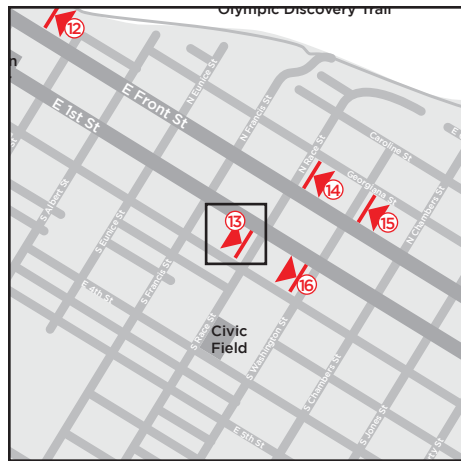 Olympic Discovery Trail
12
E Front St
E 1st St
N Eunice St
N Francis St
N Race St
Caroline St
Georgiana St
N Chambers St
14
15
13
16
S Albert St
S Eunice St
S Francis St
E 4th St
S Race St
Civic
Field
S Washington St
S Chambers St
S Jones St
E 5th St